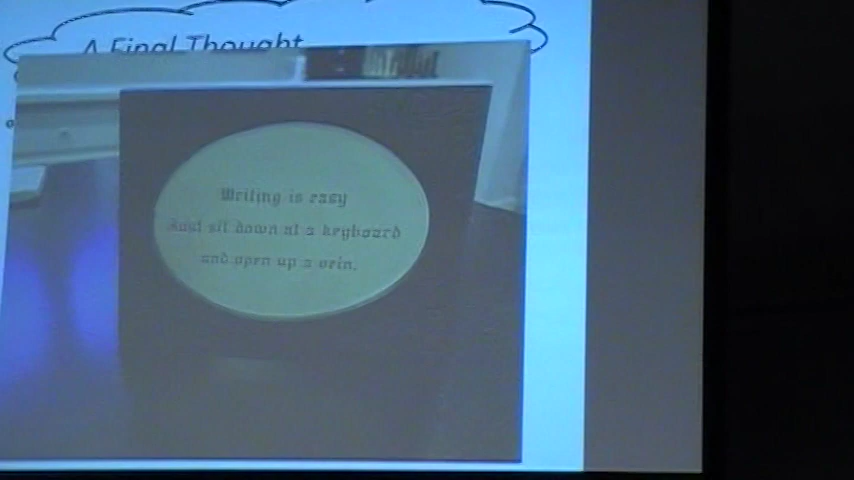 A Final Thought
Writing is easy
Just sit down at a keyboard
and open up a vein.